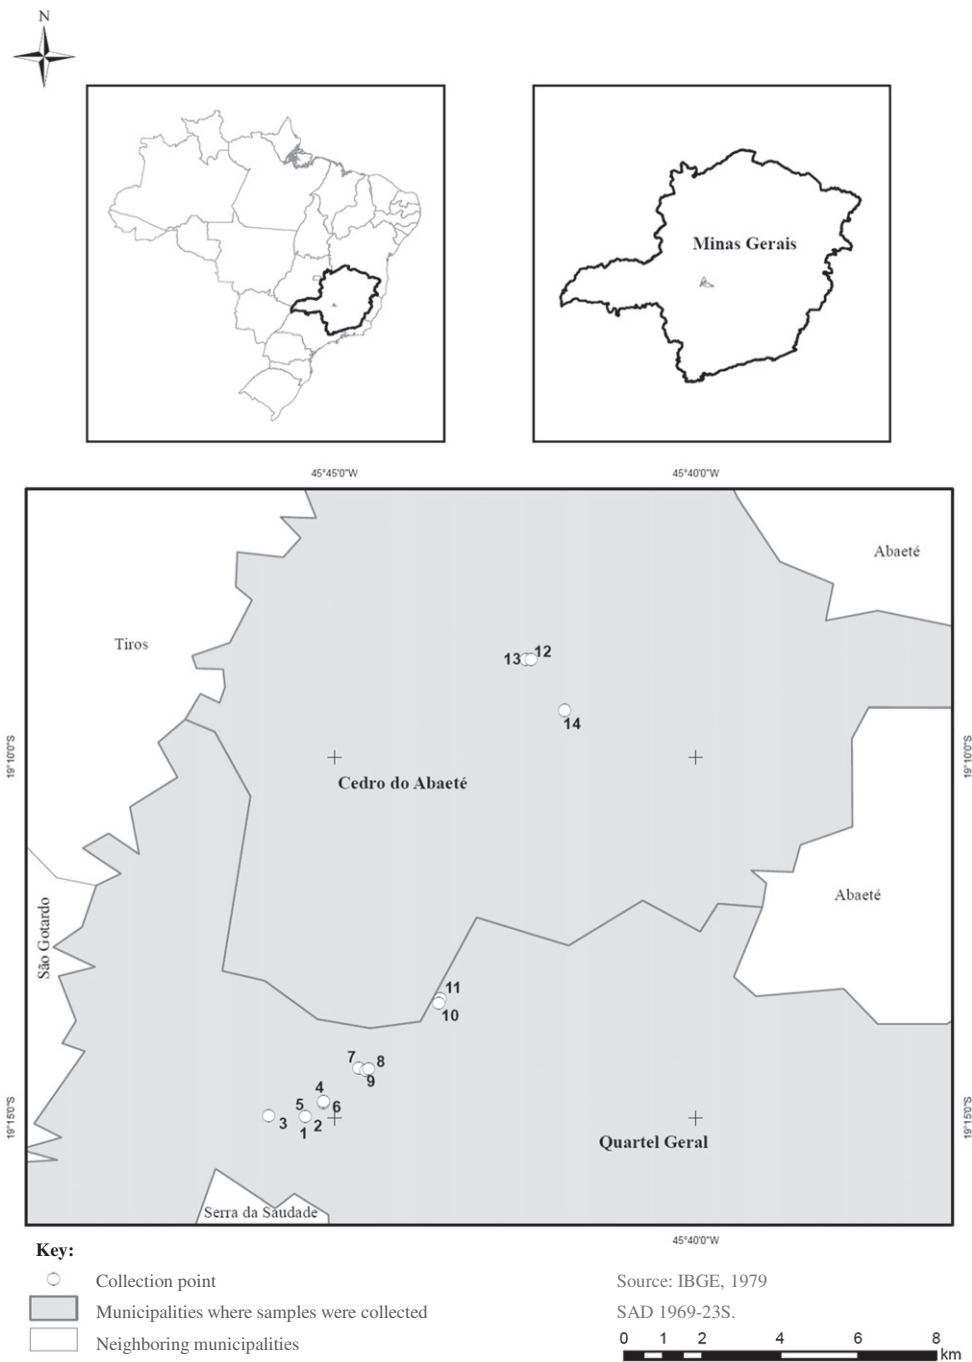 N
Minas Gerais
45°45'0"W
45°40'0"W
Abaeté
Tiros
12
13
14
19°10'0"S
19°10'0"S
Cedro do Abaeté
Abaeté
São Gotardo
11
10
7
8
9
4
5
6
3
2
1
19°15'0"S
19°15'0"S
Quartel Geral
Serra da Saudade
45°40'0"W
Key:
Collection point
Municipalities where samples were collected
Neighboring municipalities
Source: IBGE, 1979
SAD 1969-23S.
0 1 2 4 6 8
km